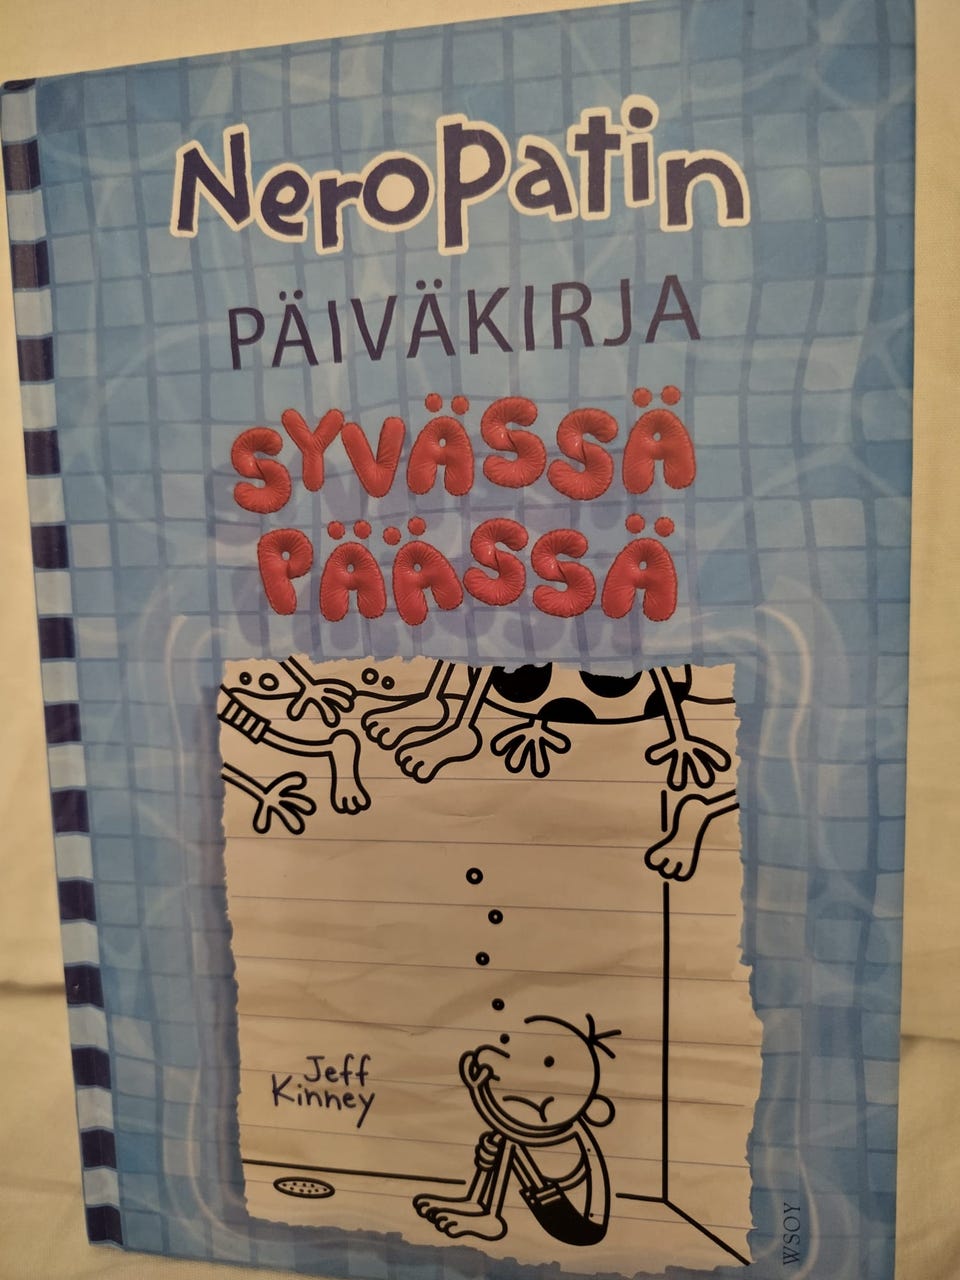 Neropatin
PÄIVÄKIRJA
SYVÄSSÄ
PÄÄSSÄ
Jeff
Kinney
WSOY